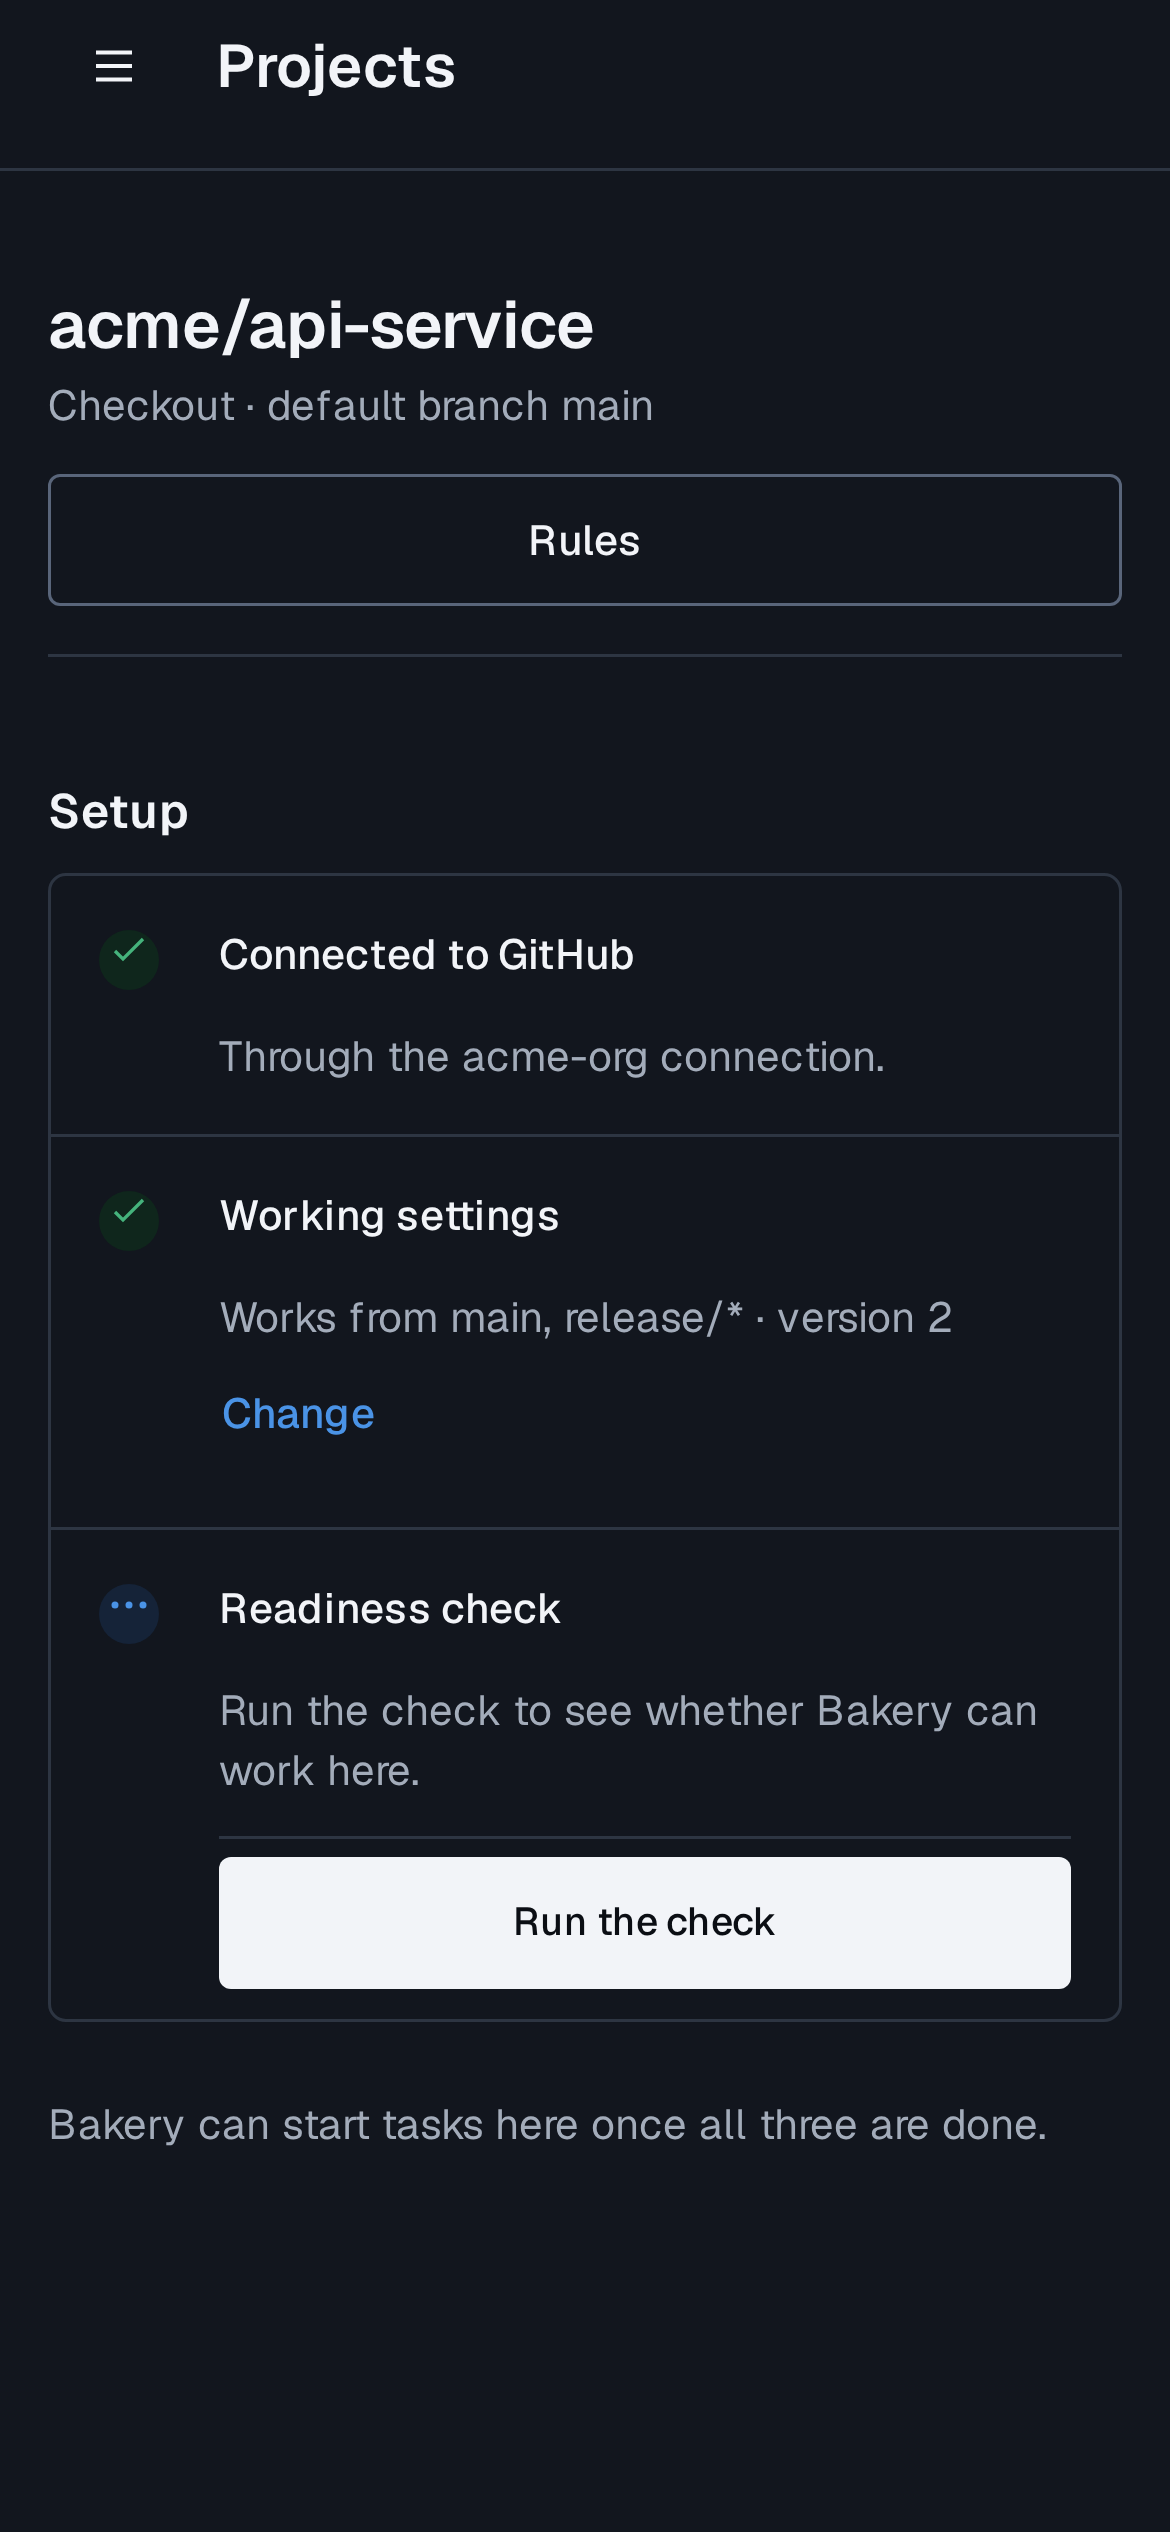 Projects
acme/api-service
Checkout · default branch main
Rules
Setup
Connected to GitHub
Through the acme-org connection.
Working settings
Works from main, release/* · version 2
Change
Readiness check
Run the check to see whether Bakery can
work here.
Run the check
Bakery can start tasks here once all three are done.